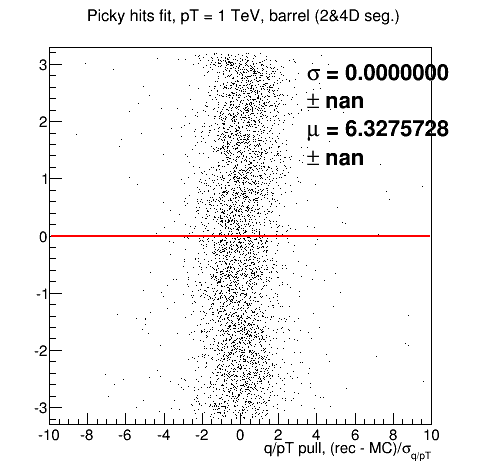 Picky hits fit, pT = 1 TeV, barrel (2&4D seg.)
σ = 0.0000000
± nan
μ = 6.3275728
± nan
3
2
1
0
-1
-2
-3
-10 -8 -6 -4 -2 0 2 4 6 8 10
q/pT pull, (rec - MC)/σq/pT